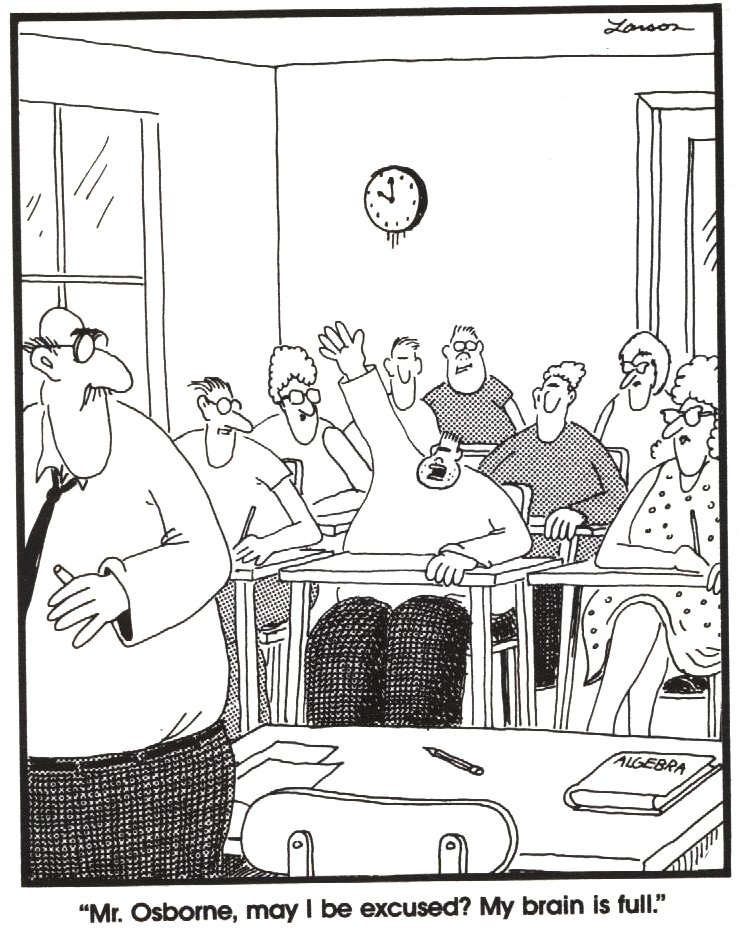 Larson
ALGEBRA
"Mr. Osborne, may I be excused? My brain is full."